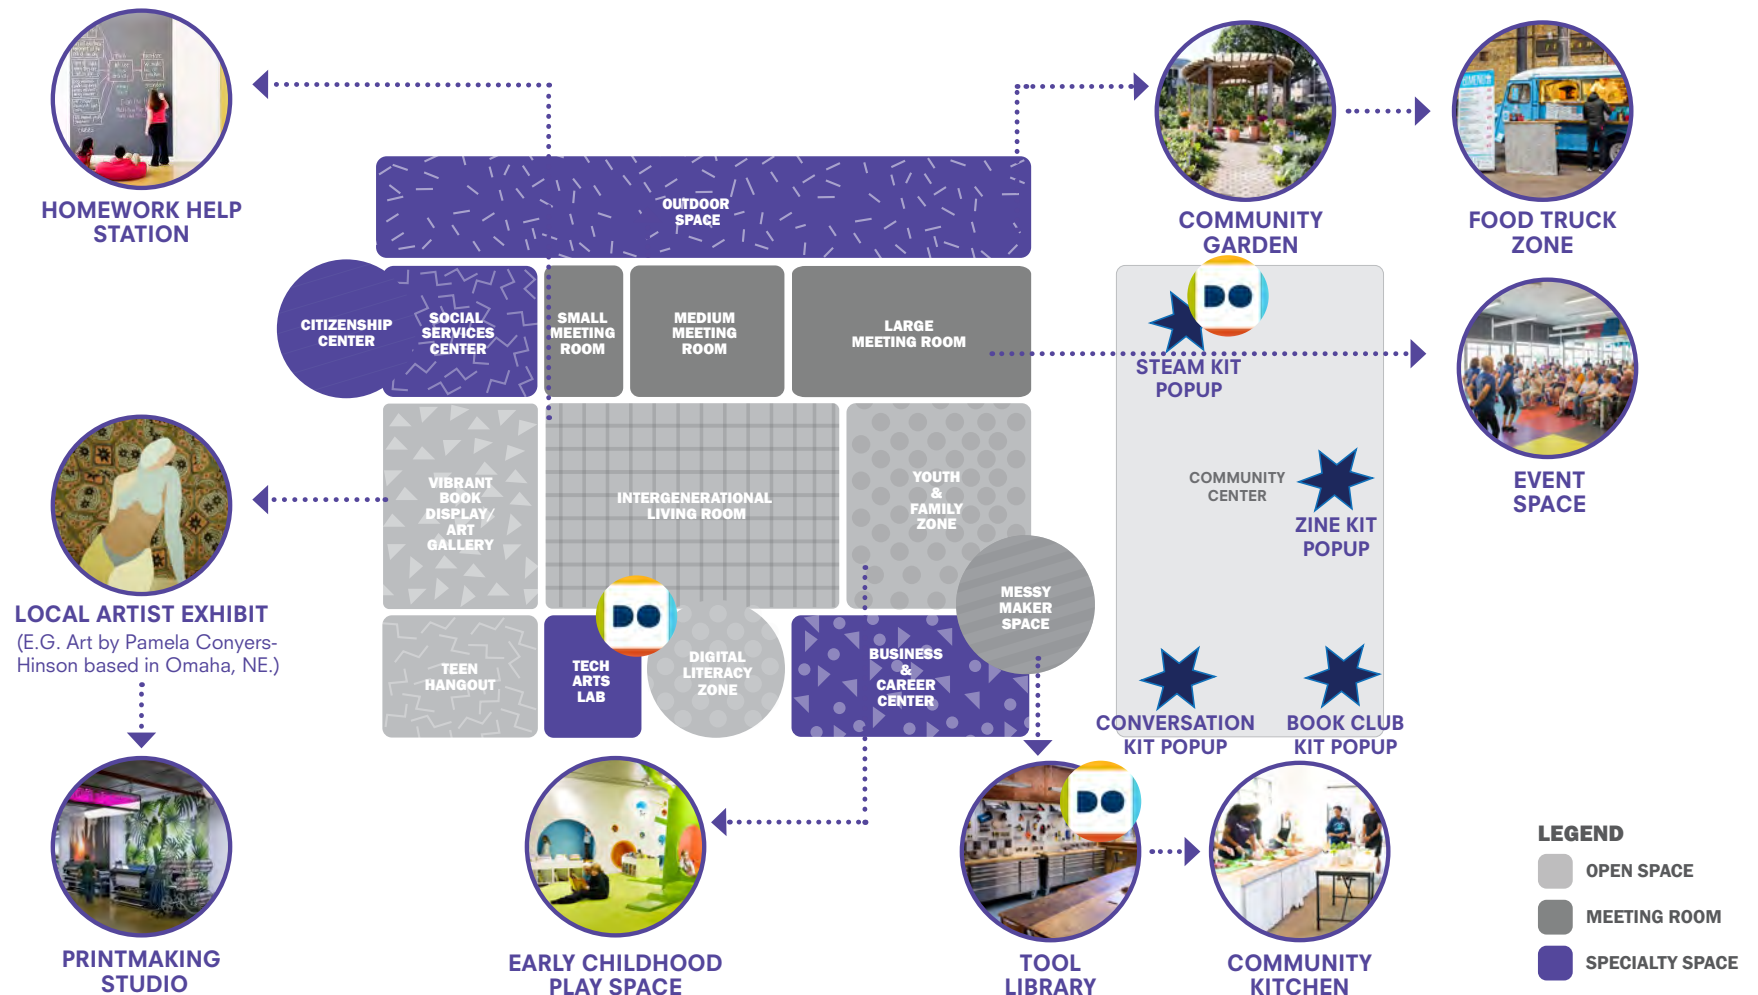 HOMEWORK HELP
STATION
COMMUNITY
GARDEN
FOOD TRUCK
ZONE
MENU
OUTDOOR
SPACE
CITIZENSHIP
CENTER
SOCIAL
SERVICES
CENTER
SMALL
MEETING
ROOM
MEDIUM
MEETING
ROOM
LARGE
MEETING ROOM
DO
STEAM KIT
POPUP
EVENT
SPACE
VIBRANT
BOOK
DISPLAY/
ART
GALLERY
INTERGENERATIONAL
LIVING ROOM
YOUTH
&
FAMILY
ZONE
COMMUNITY
CENTER
ZINE KIT
POPUP
LOCAL ARTIST EXHIBIT
(E.G. Art by Pamela Conyers-
Hinson based in Omaha, NE.)
MESSY
MAKER
SPACE
DO
TEEN
HANGOUT
TECH
ARTS
LAB
DIGITAL
LITERACY
ZONE
BUSINESS
&
CAREER
CENTER
CONVERSATION
KIT POPUP
BOOK CLUB
KIT POPUP
DO
PRINTMAKING
STUDIO
EARLY CHILDHOOD
PLAY SPACE
TOOL
LIBRARY
COMMUNITY
KITCHEN
LEGEND
OPEN SPACE
MEETING ROOM
SPECIALTY SPACE